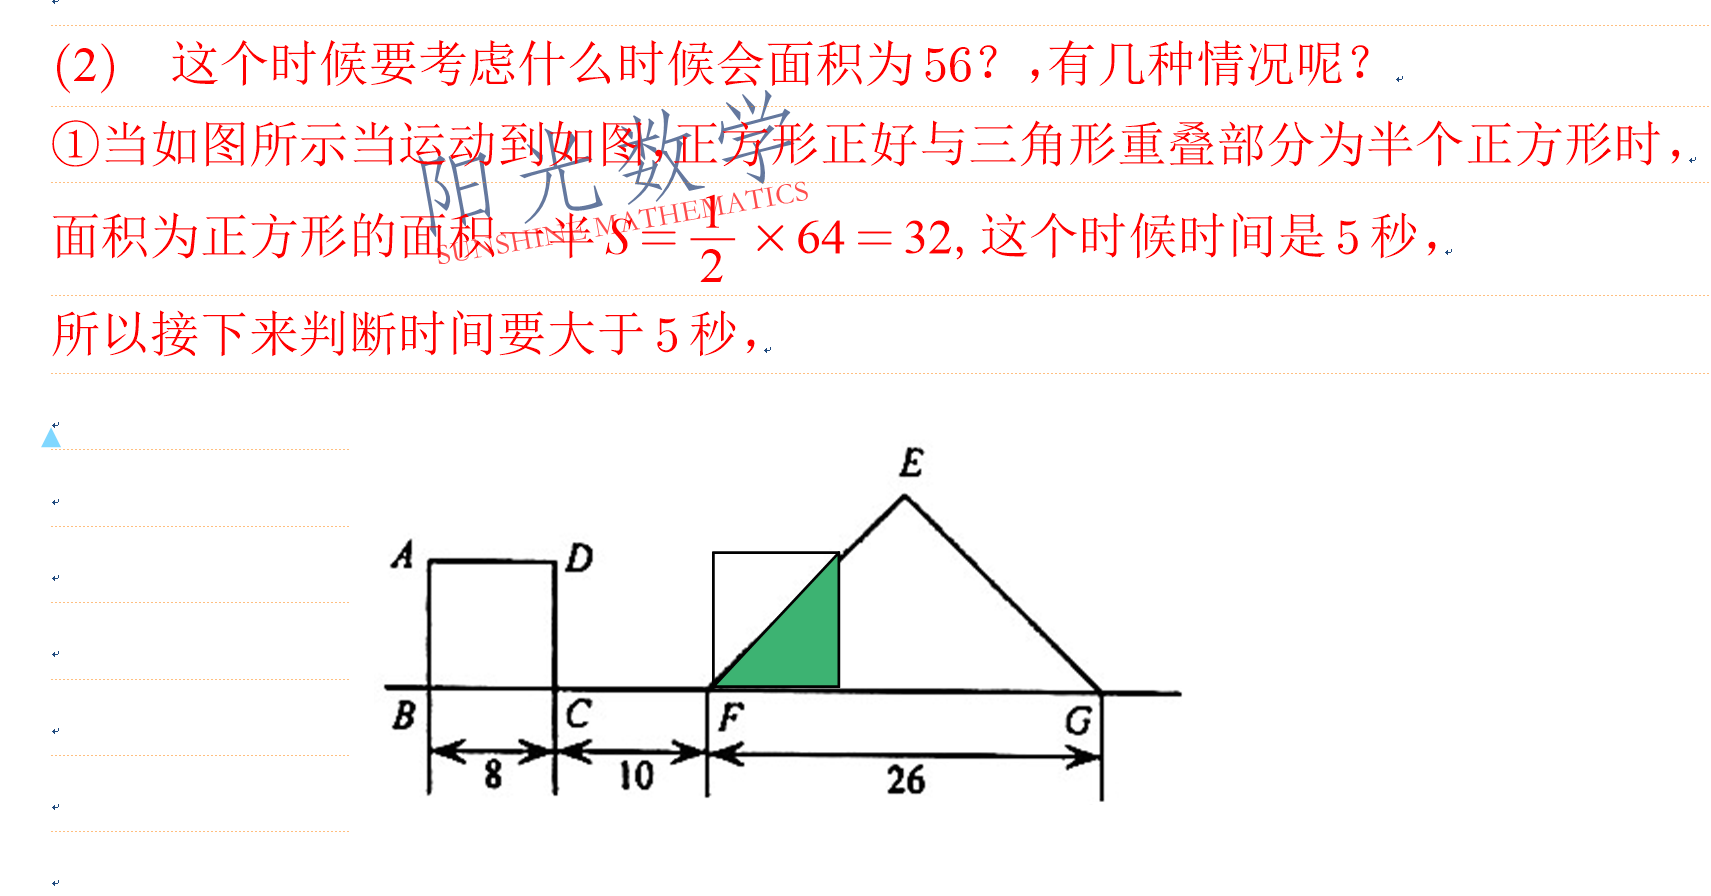 (2) 这个时候要考虑什么时候会面积为56？,有几种情况呢？
①当如图所示当运动到如图,正方形正好与三角形重叠部分为半个正方形时，
面积为正方形的面积一半S=1/2×64=32, 这个时候时间是5秒，
所以接下来判断时间要大于5秒，
阳光数学
SUNSHINE MATHEMATICS
E
A D
B C F G
8 10 26